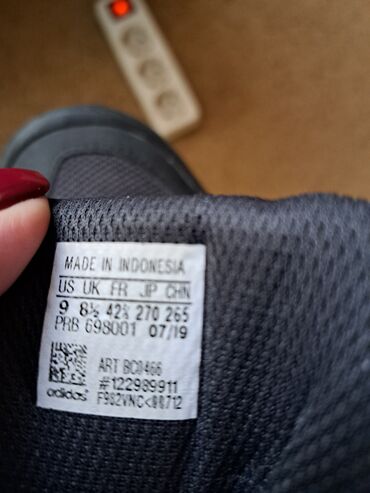 MADE IN INDONESIA
US UK FR JP CHN
9 8½ 42⅔ 270 265
PRB 698001 07/19
ART BC0466
#122989911
adidas F982VNC<